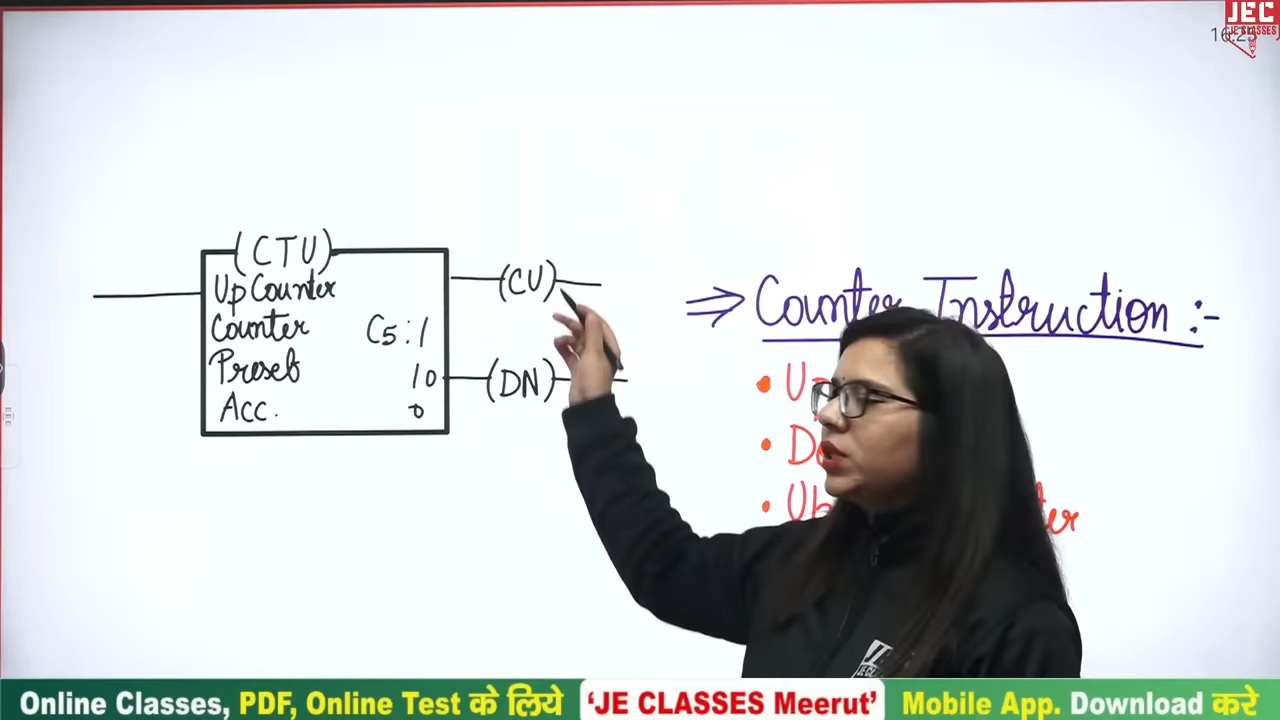 JEC
JE CLASSES
(CTU)
Up Counter
Counter C5:1
Preset 10
Acc. 0
(CU)
(DN)
⇒ Counter Instruction :-
Online Classes, PDF, Online Test के लिये 'JE CLASSES Meerut' Mobile App. Download करे